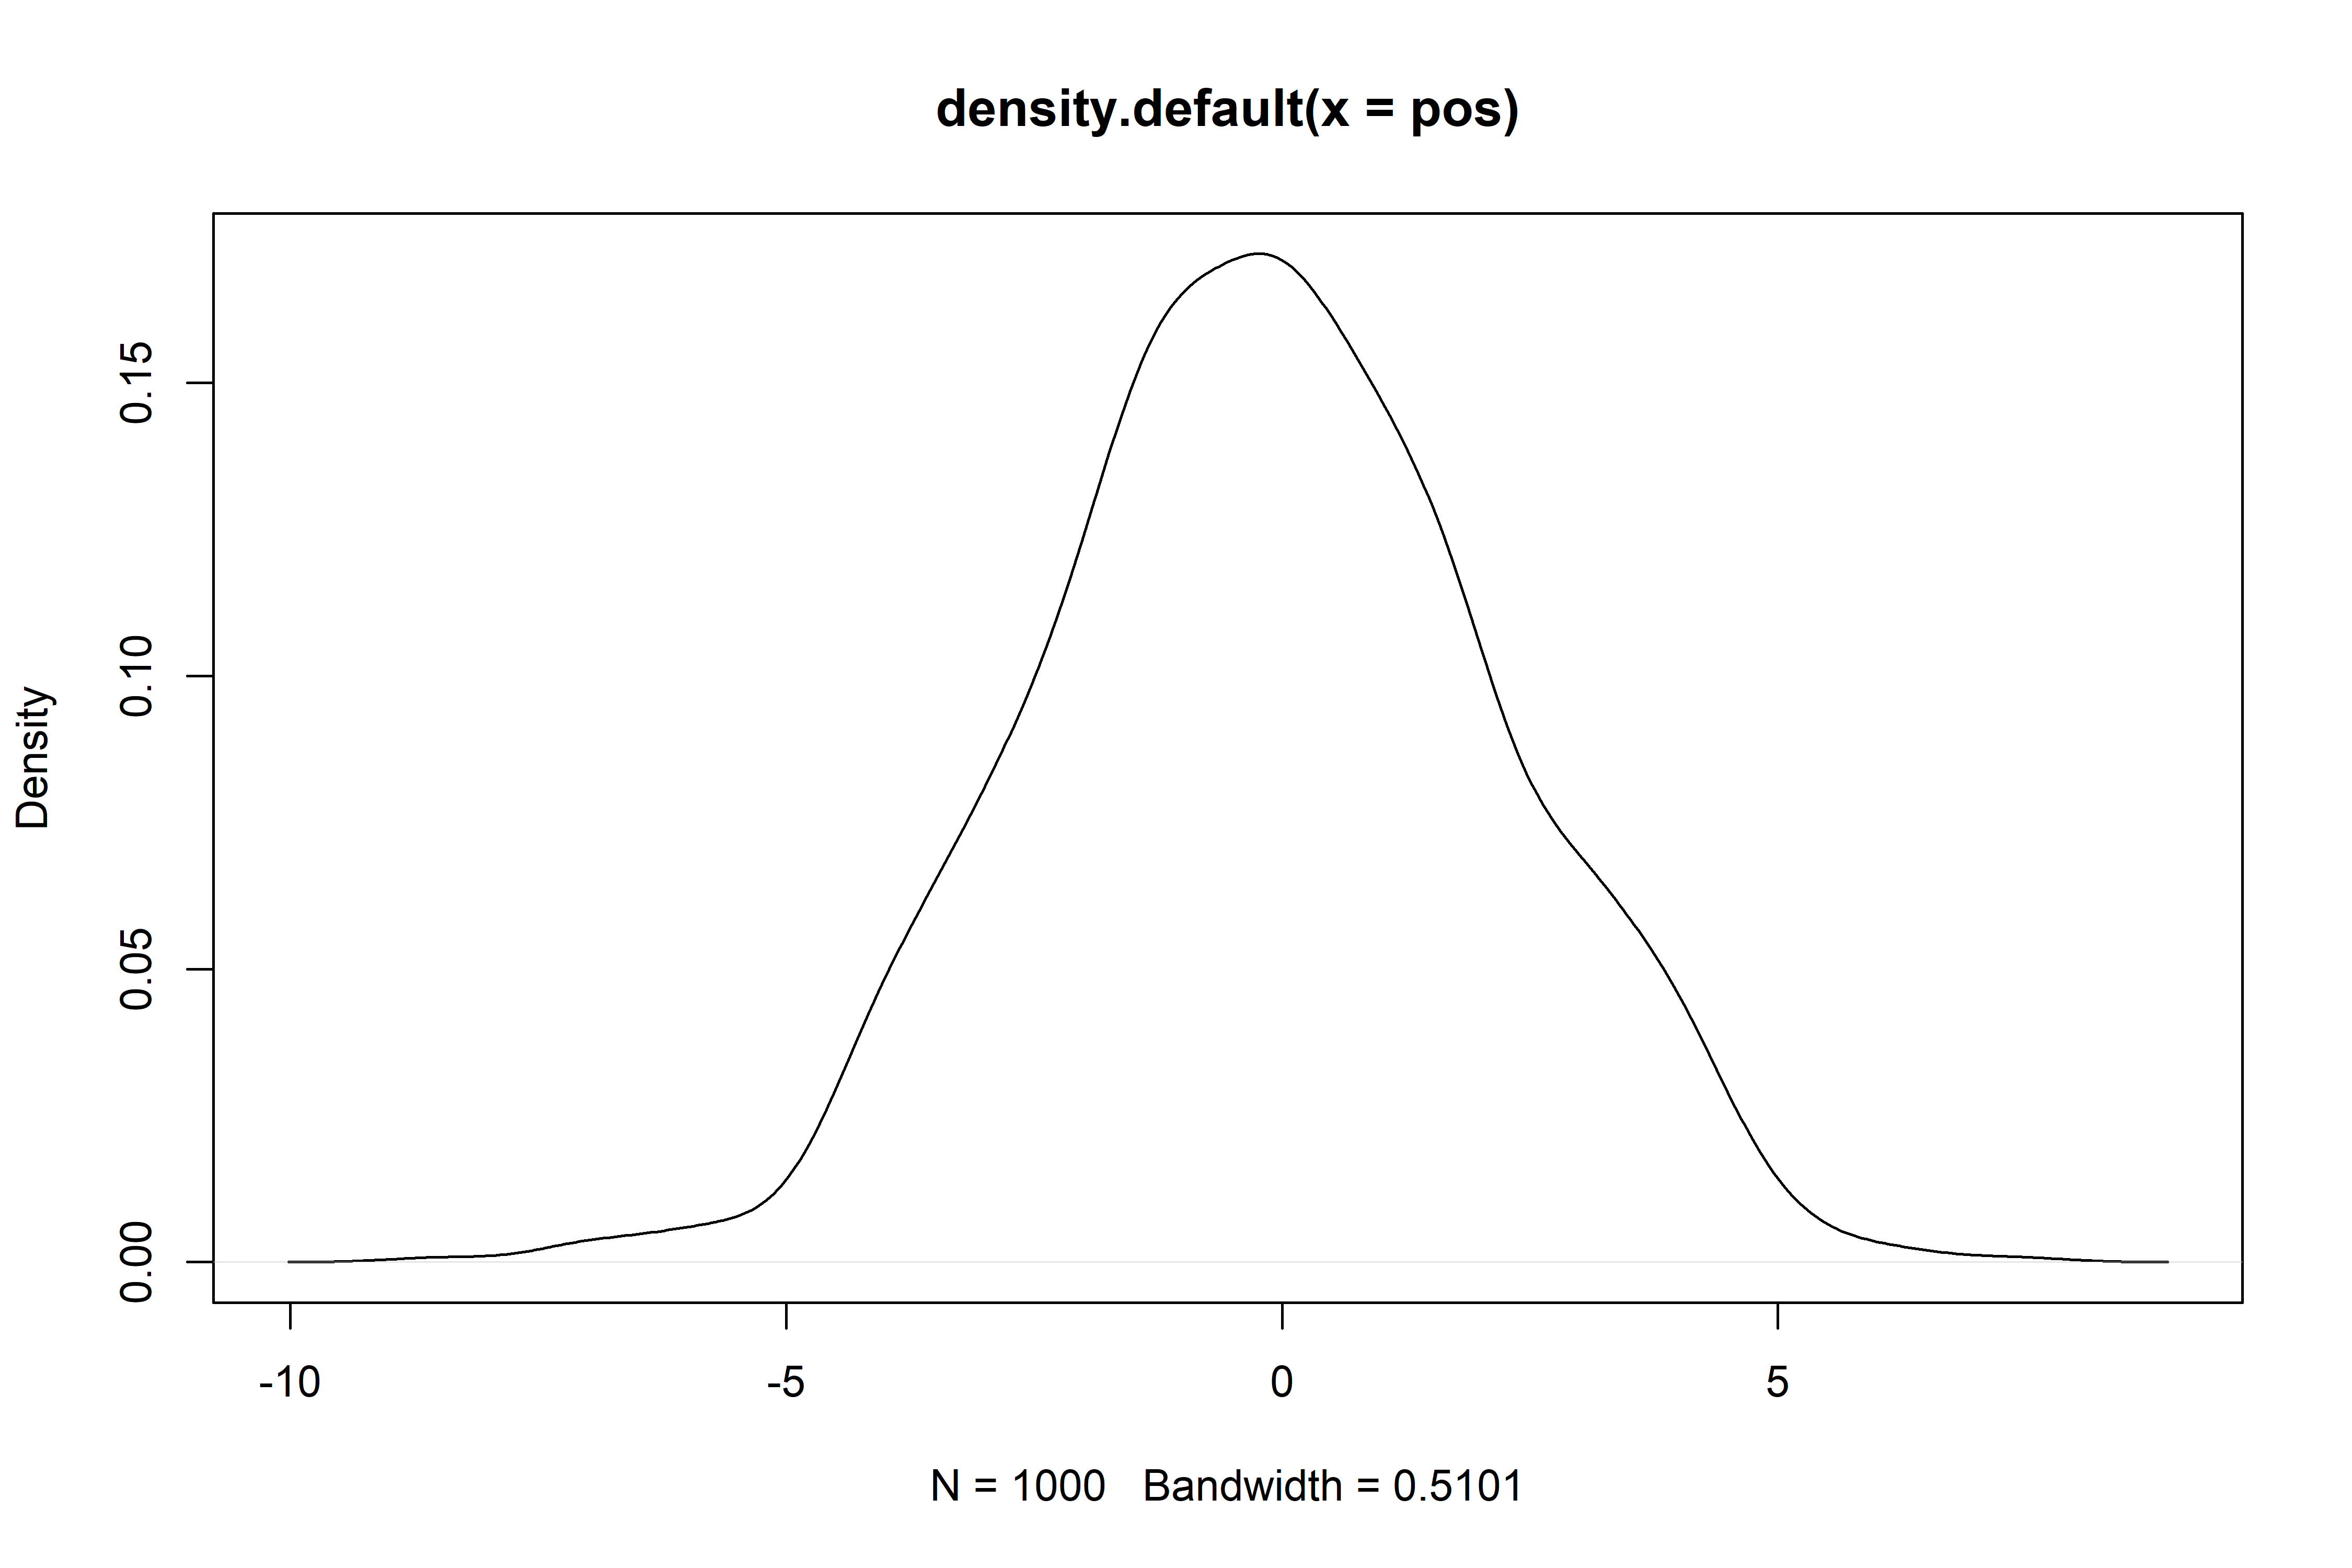 density.default(x = pos)
Density
0.15
0.10
0.05
0.00
-10 -5 0 5
N = 1000 Bandwidth = 0.5101